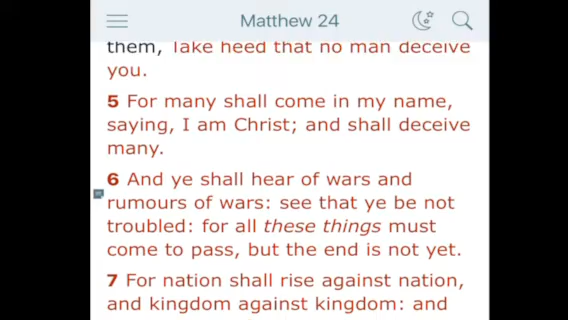 Matthew 24
them, Take heed that no man deceive
you.
5 For many shall come in my name,
saying, I am Christ; and shall deceive
many.
6 And ye shall hear of wars and
rumours of wars: see that ye be not
troubled: for all these things must
come to pass, but the end is not yet.
7 For nation shall rise against nation,
and kingdom against kingdom: and